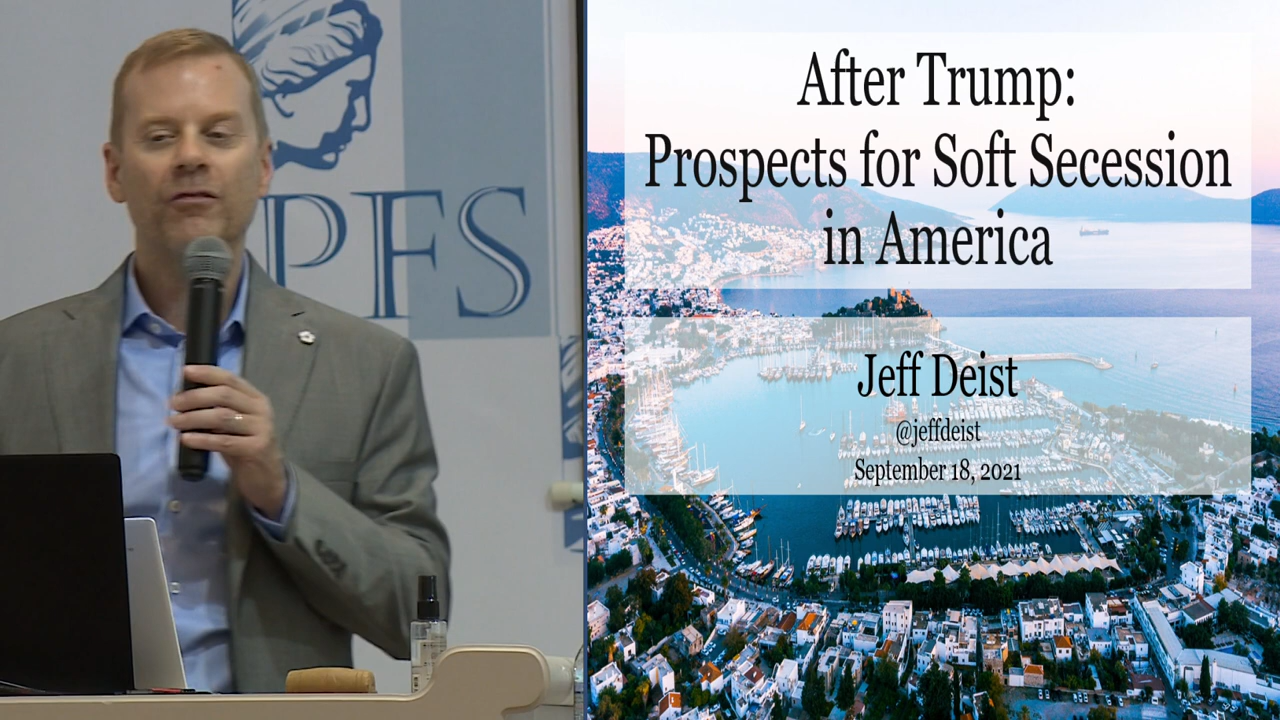 PFS
After Trump:
Prospects for Soft Secession
in America
Jeff Deist
@jeffdeist
September 18, 2021